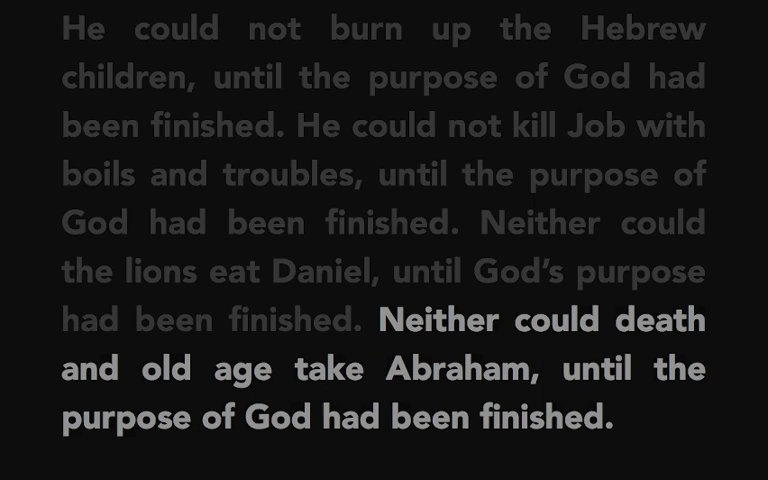 He could not burn up the Hebrew
children, until the purpose of God had
been finished. He could not kill Job with
boils and troubles, until the purpose of
God had been finished. Neither could
the lions eat Daniel, until God’s purpose
had been finished. Neither could death
and old age take Abraham, until the
purpose of God had been finished.